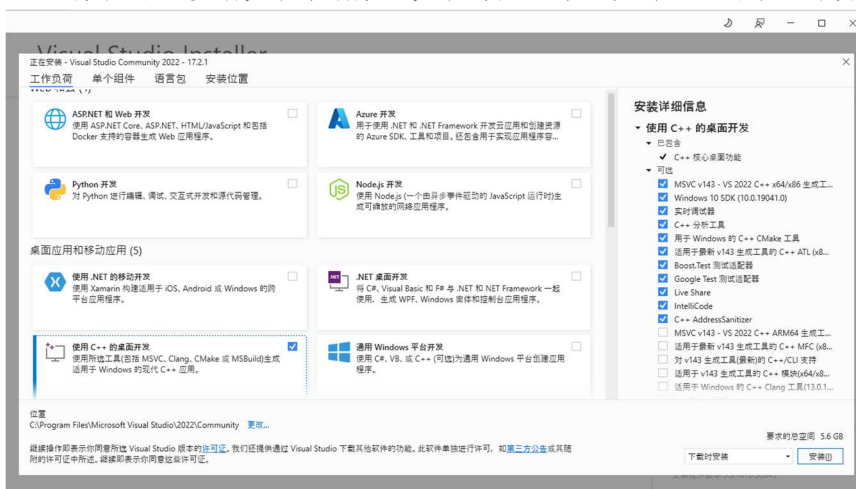 Visual Studio Installer
正在安装 - Visual Studio Community 2022 - 17.2.1
工作负荷 单个组件 语言包 安装位置
Web 和云 (4)
ASP.NET 和 Web 开发
使用 ASP.NET Core、ASP.NET、HTML/JavaScript 和包括
Docker 支持的容器生成 Web 应用程序。
Azure 开发
用于使用 .NET 和 .NET Framework 开发云应用和创建资源
的 Azure SDK、工具和项目。还包含用于实现应用程序容...
Python 开发
对 Python 进行编辑、调试、交互式开发和源代码管理。
Node.js 开发
使用 Node.js (一个由异步事件驱动的 JavaScript 运行时)生
成可缩放的网络应用程序。
桌面应用和移动应用 (5)
使用 .NET 的移动开发
使用 Xamarin 构建适用于 iOS、Android 或 Windows 的跨
平台应用程序。
.NET 桌面开发
将 C#、Visual Basic 和 F# 与 .NET 和 .NET Framework 一起
使用，生成 WPF、Windows 窗体和控制台应用程序。
使用 C++ 的桌面开发
使用所选工具(包括 MSVC、Clang、CMake 或 MSBuild)生成
适用于 Windows 的现代 C++ 应用。
通用 Windows 平台开发
使用 C#、VB、或 C++ (可选)为通用 Windows 平台创建应用
程序。
安装详细信息
使用 C++ 的桌面开发
已包含
C++ 核心桌面功能
可选
MSVC v143 - VS 2022 C++ x64/x86 生成工...
Windows 10 SDK (10.0.19041.0)
实时调试器
C++ 分析工具
用于 Windows 的 C++ CMake 工具
适用于最新 v143 生成工具的 C++ ATL (x8...
Boost.Test 测试适配器
Google Test 测试适配器
Live Share
IntelliCode
C++ AddressSanitizer
MSVC v143 - VS 2022 C++ ARM64 生成工...
适用于最新 v143 生成工具的 C++ MFC (x8...
对 v143 生成工具(最新)的 C++/CLI 支持
适用于 v143 生成工具的 C++ 模块(x64/x8...
适用于 Windows 的 C++ Clang 工具(13.0.1...
位置
C:\Program Files\Microsoft Visual Studio\2022\Community 更改...
继续操作即表示你同意所选 Visual Studio 版本的许可证。我们还提供通过 Visual Studio 下载其他软件的功能。此软件单独进行许可，如第三方公告或其随
附的许可证中所述。继续即表示你同意这些许可证。
要求的总空间 5.6 GB
下载时安装 安装(I)